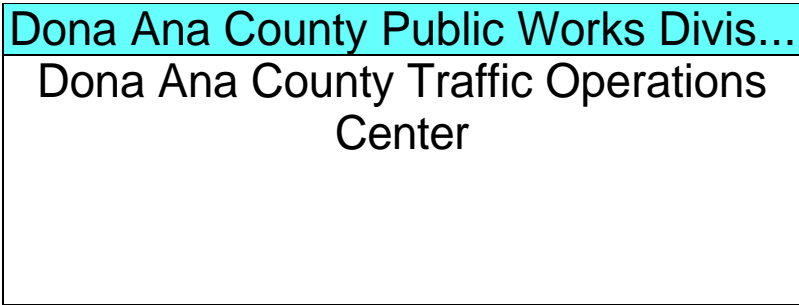 Dona Ana County Public Works Divis...
Dona Ana County Traffic Operations
Center